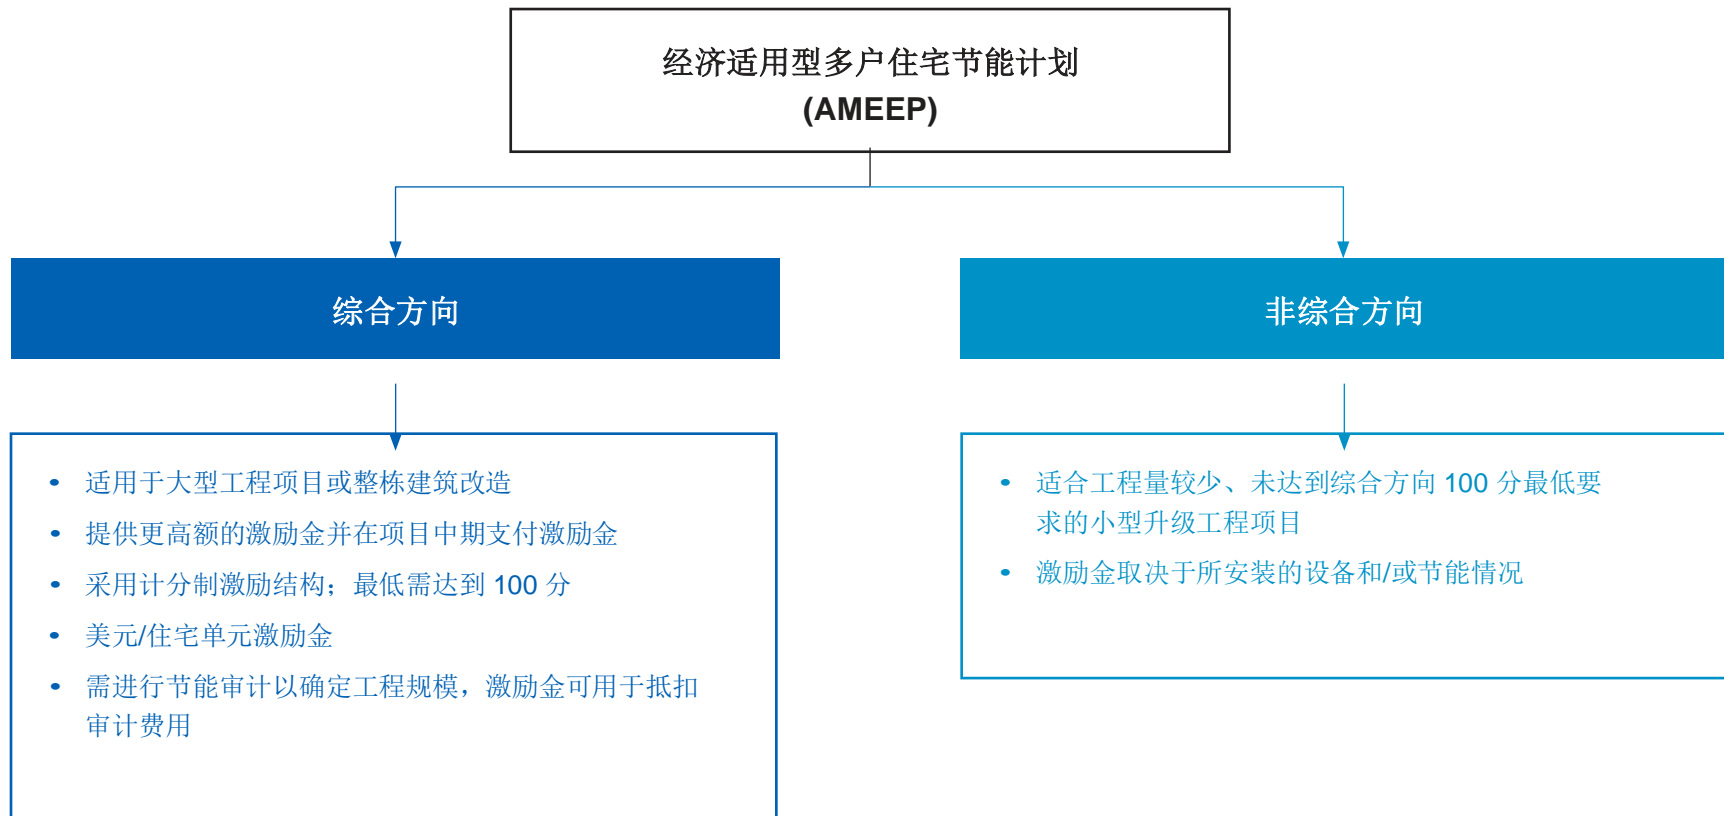 经济适用型多户住宅节能计划
(AMEEP)
综合方向
非综合方向
• 适用于大型工程项目或整栋建筑改造
• 提供更高额的激励金并在项目中期支付激励金
• 采用计分制激励结构；最低需达到 100 分
• 美元/住宅单元激励金
• 需进行节能审计以确定工程规模，激励金可用于抵扣
审计费用
• 适合工程量较少、未达到综合方向 100 分最低要
求的小型升级工程项目
• 激励金取决于所安装的设备和/或节能情况